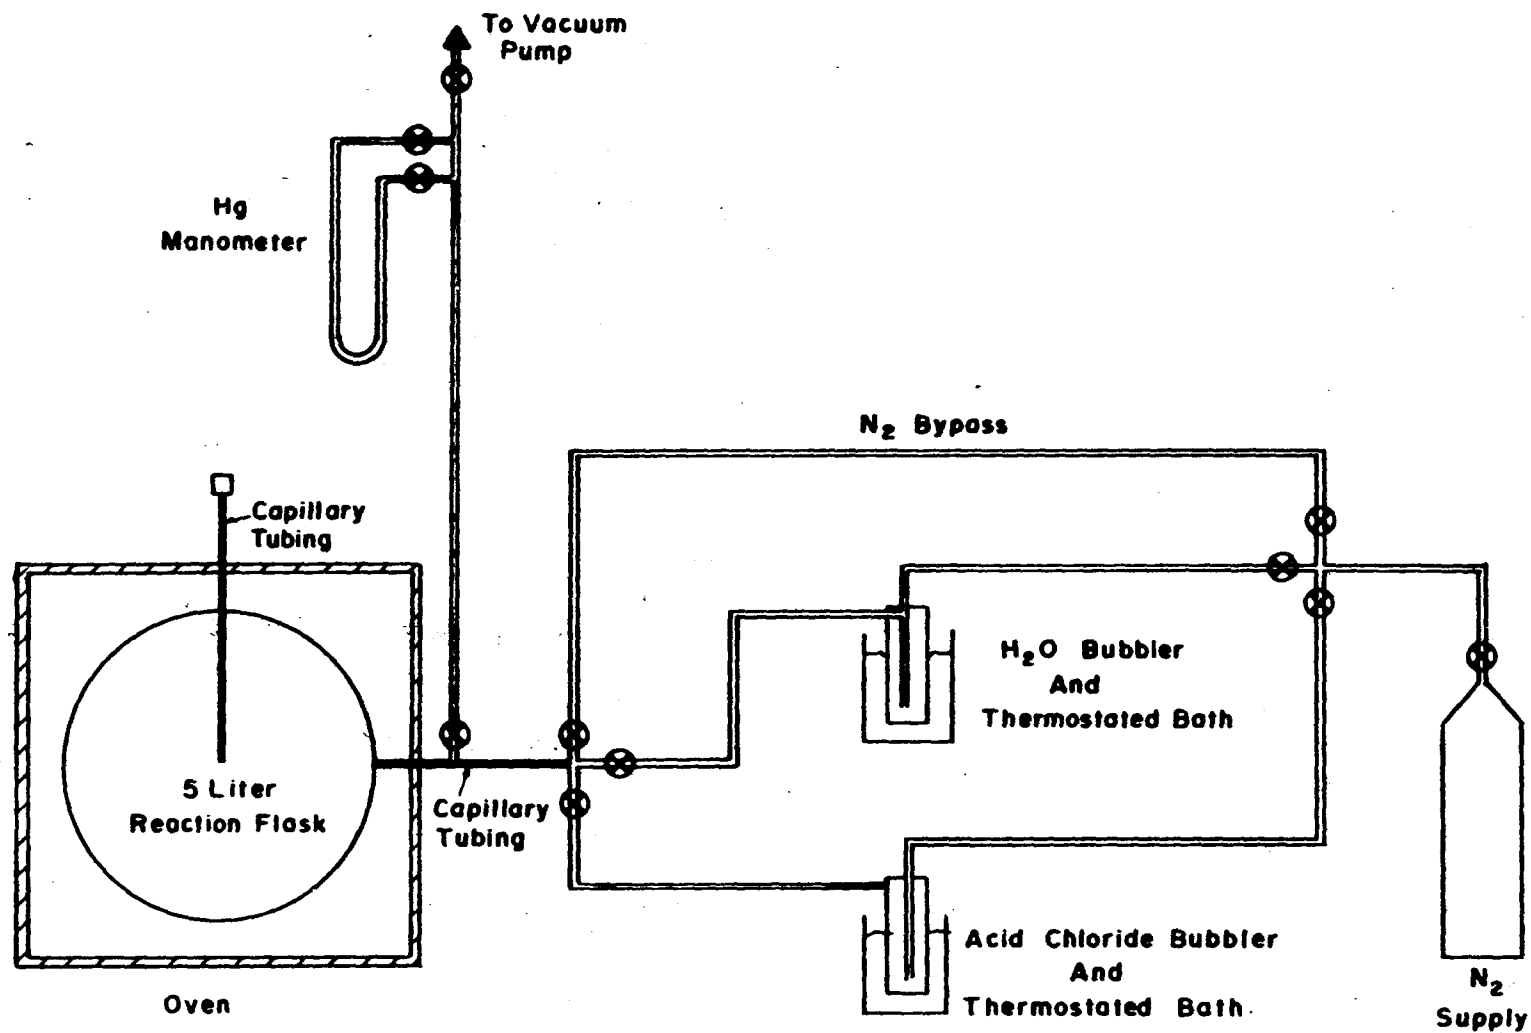 To Vacuum
Pump
Hg
Manometer
N₂ Bypass
Capillary
Tubing
H₂O Bubbler
And
Thermostated Bath
5 Liter
Reaction Flask
Capillary
Tubing
Acid Chloride Bubbler
And
Thermostated Bath
Oven
N₂
Supply